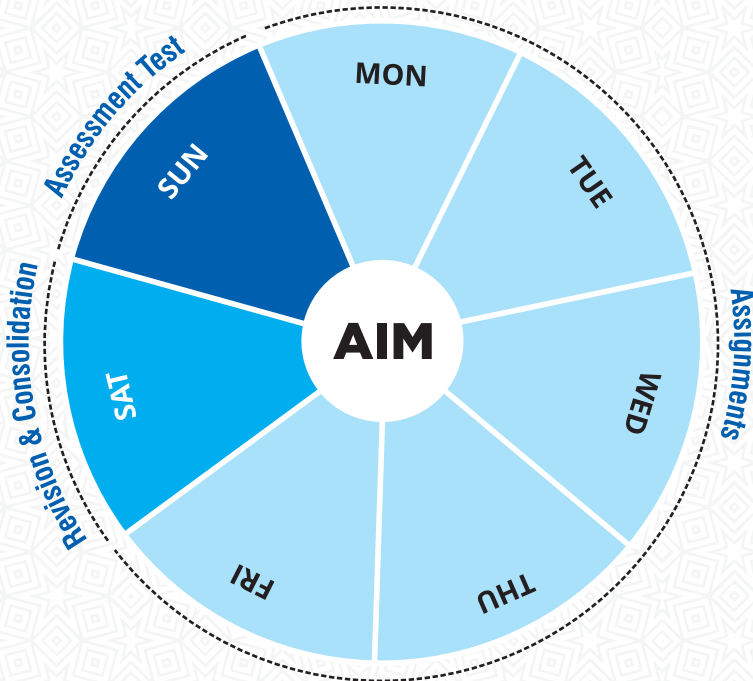 Assessment Test
MON
TUE
WED
THU
FRI
SAT
SUN
AIM
Assignments
Revision & Consolidation